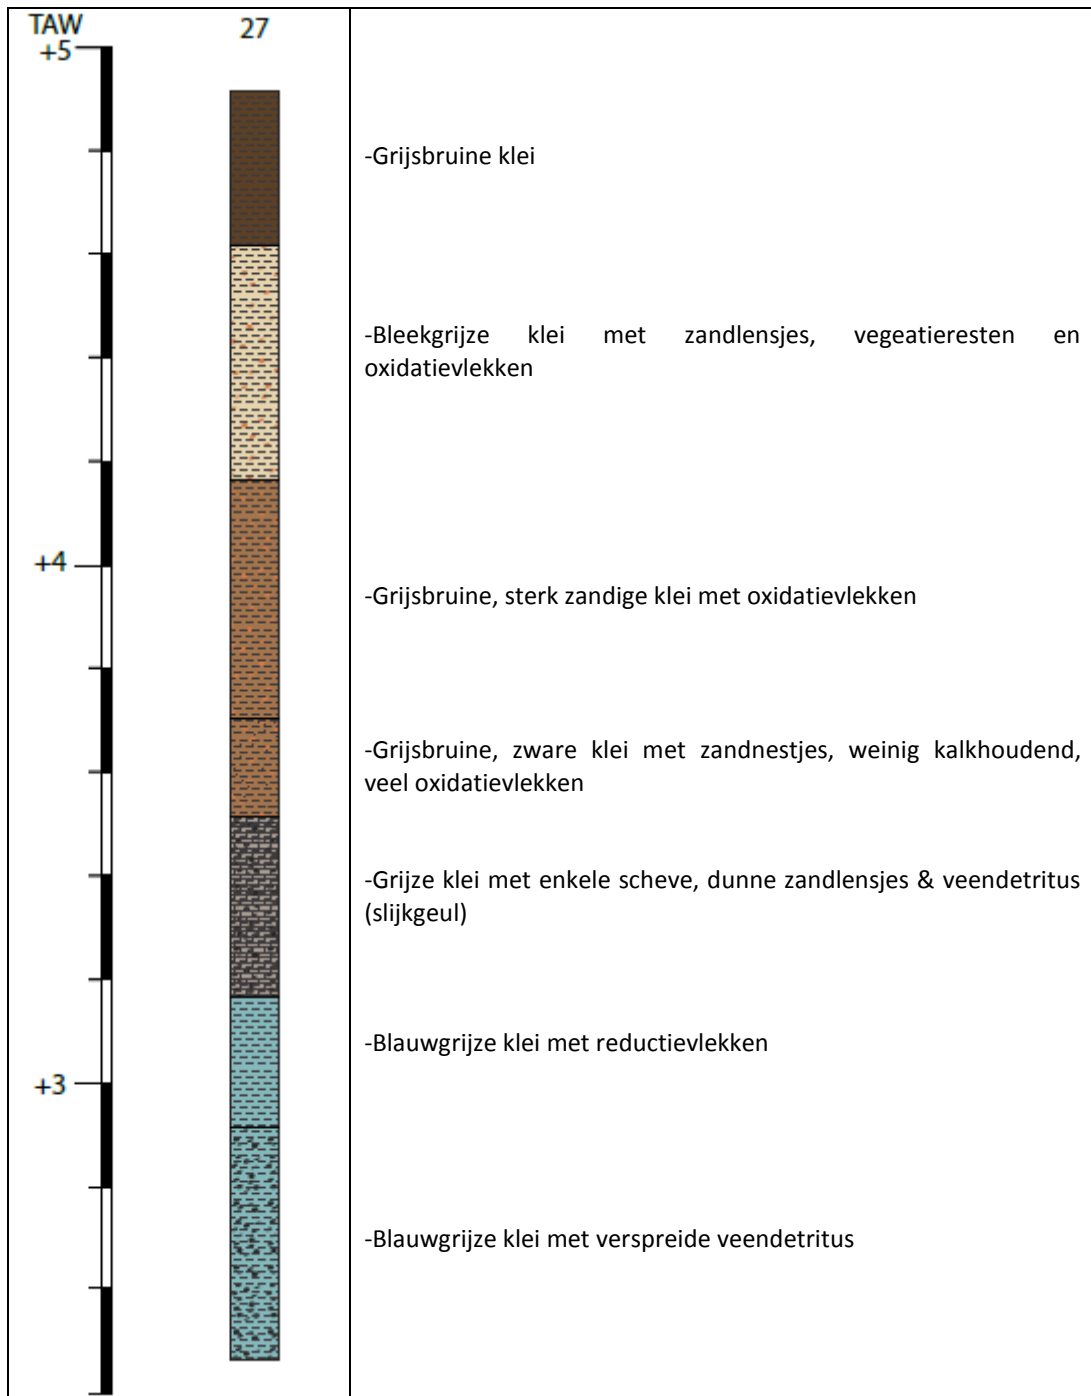 TAW
27
+5
-Grijsbruine klei
-Bleekgrijze klei met zandlensjes, vegeatieresten en
oxidatievlekken
+4
-Grijsbruine, sterk zandige klei met oxidatievlekken
-Grijsbruine, zware klei met zandnestjes, weinig kalkhoudend,
veel oxidatievlekken
-Grijze klei met enkele scheve, dunne zandlensjes & veendetritus
(slijkgeul)
-Blauwgrijze klei met reductievlekken
+3
-Blauwgrijze klei met verspreide veendetritus